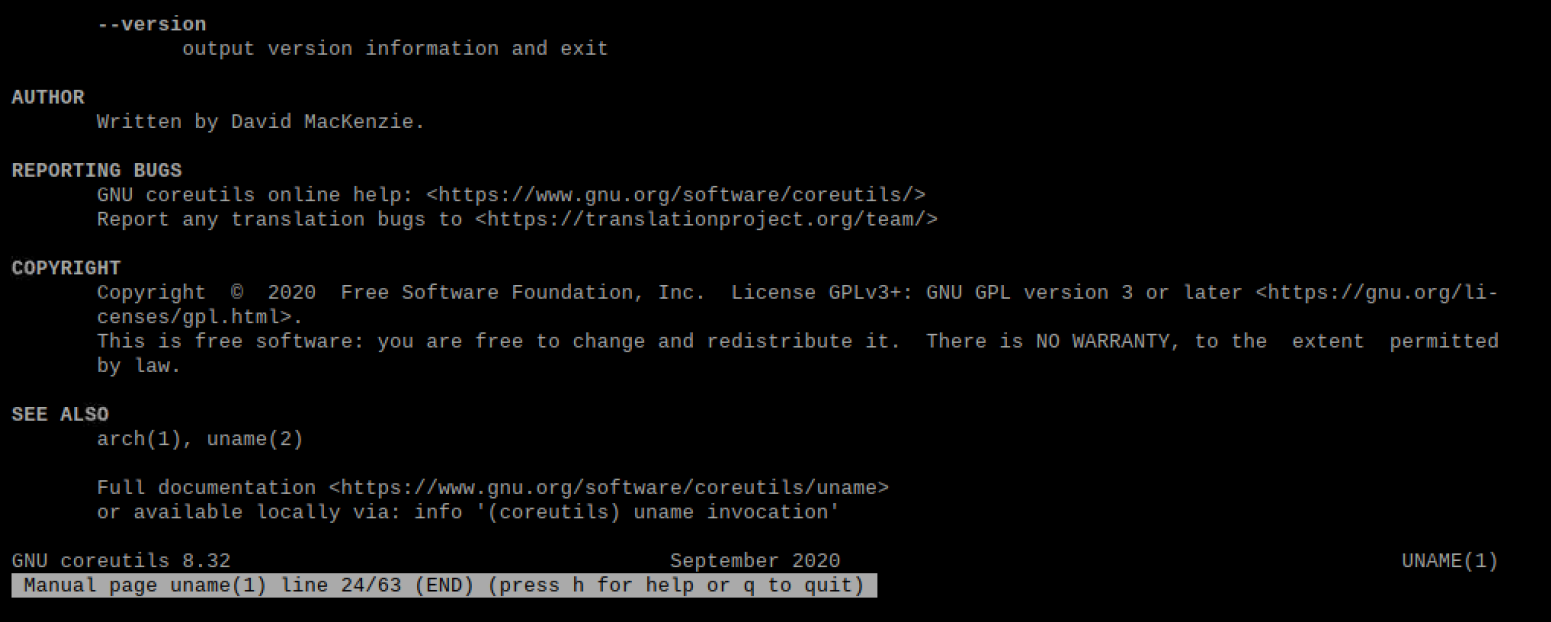 --version
output version information and exit
AUTHOR
Written by David MacKenzie.
REPORTING BUGS
GNU coreutils online help: <https://www.gnu.org/software/coreutils/>
Report any translation bugs to <https://translationproject.org/team/>
COPYRIGHT
Copyright  ©  2020  Free Software Foundation, Inc.  License GPLv3+: GNU GPL version 3 or later <https://gnu.org/li-
censes/gpl.html>.
This is free software: you are free to change and redistribute it.  There is NO WARRANTY, to the  extent  permitted
by law.
SEE ALSO
arch(1), uname(2)
Full documentation <https://www.gnu.org/software/coreutils/uname>
or available locally via: info '(coreutils) uname invocation'
GNU coreutils 8.32 September 2020 UNAME(1)
Manual page uname(1) line 24/63 (END) (press h for help or q to quit)